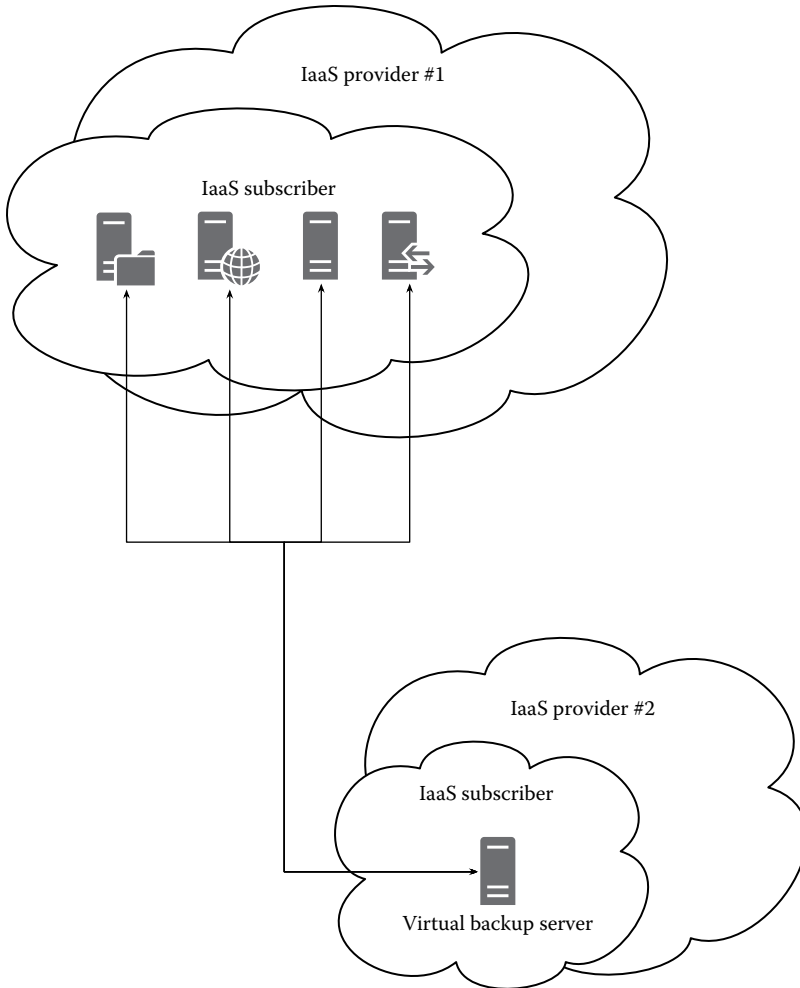 IaaS provider #1
IaaS subscriber
IaaS provider #2
IaaS subscriber
Virtual backup server